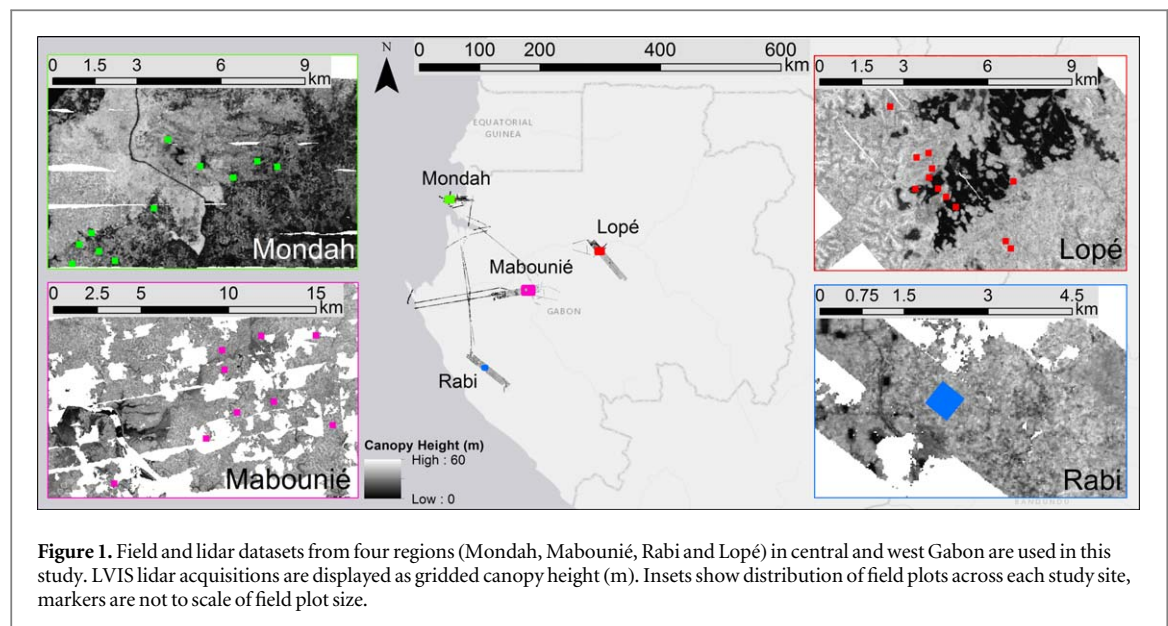 0 1.5 3 6 9
km
Mondah
0 2.5 5 10 15
km
Mabounié
N
0 100 200 400 600
km
EQUATORIAL
GUINEA
Mondah
Lopé
Mabounié
GABON
Rabi
Canopy Height (m)
High : 60
Low : 0
0 1.5 3 6 9
km
Lopé
0 0.75 1.5 3 4.5
km
Rabi
Figure 1. Field and lidar datasets from four regions (Mondah, Mabounié, Rabi and Lopé) in central and west Gabon are used in this
study. LVIS lidar acquisitions are displayed as gridded canopy height (m). Insets show distribution of field plots across each study site,
markers are not to scale of field plot size.